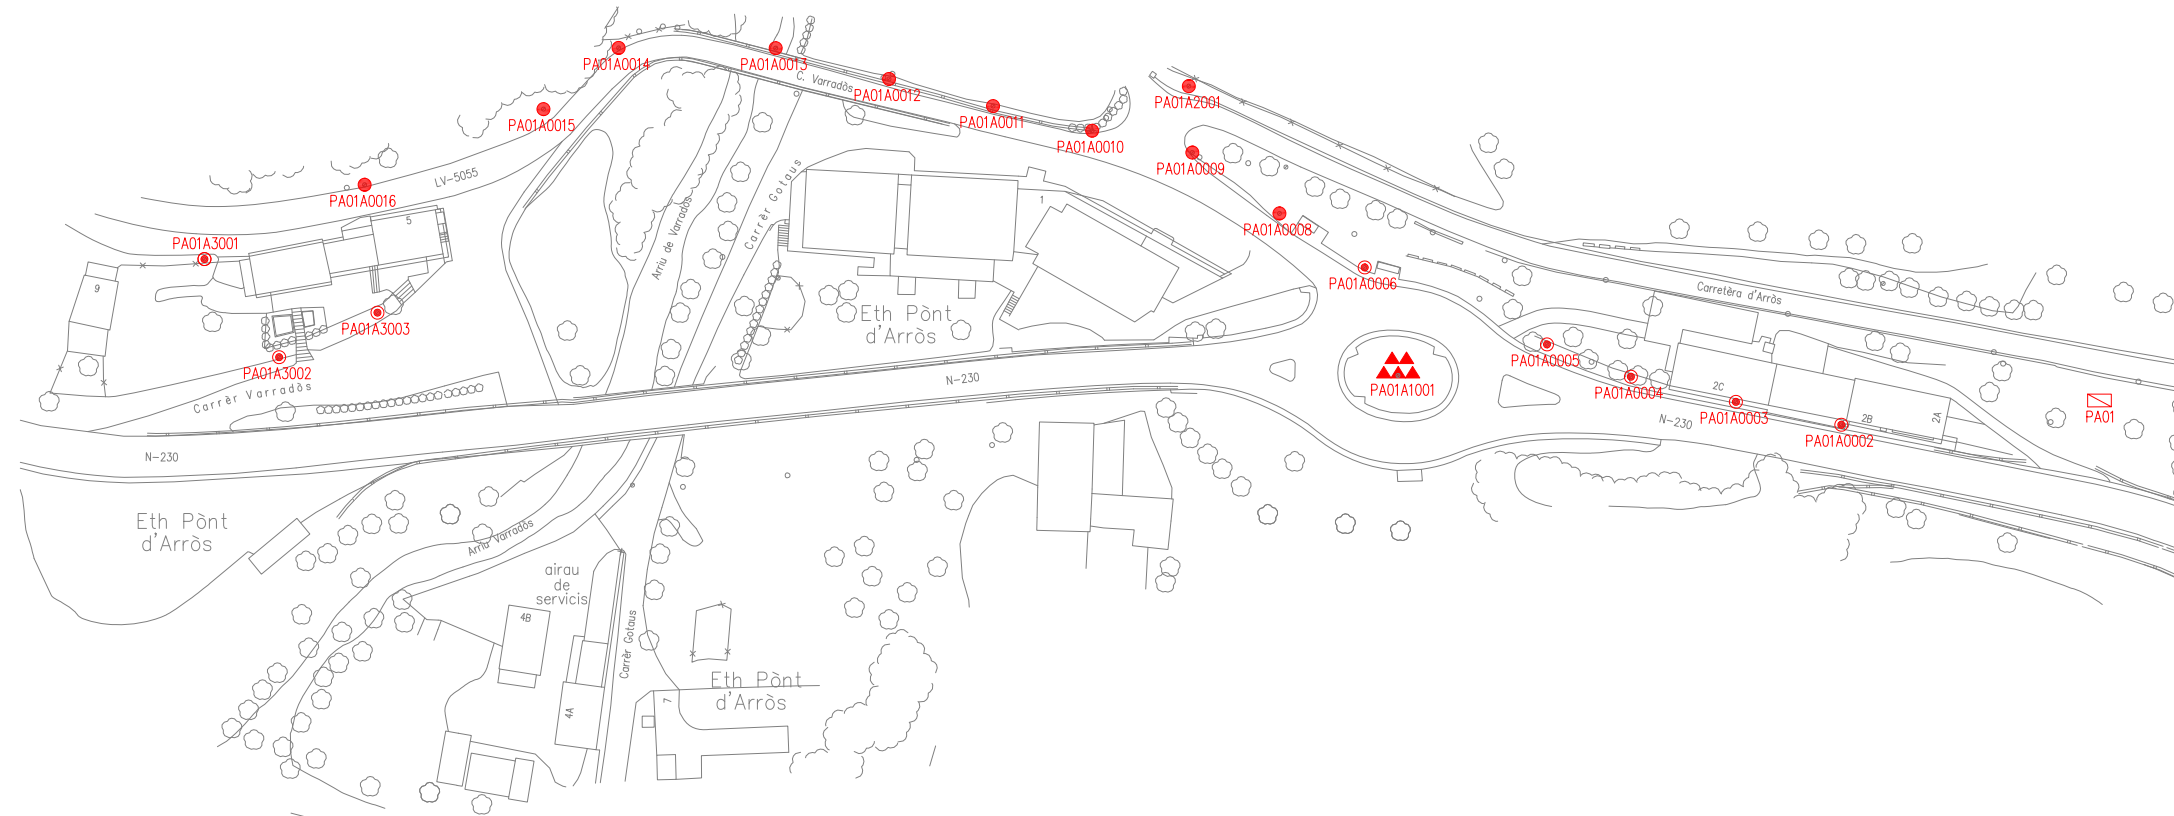 PA01A0014
PA01A0013
C. Varradòs
PA01A0012
PA01A0011
PA01A0010
PA01A0015
PA01A2001
PA01A0009
LV-5055
PA01A0016
Arriu de Varradòs
Carrèr Gotaus
1
5
PA01A3001
PA01A0008
9
PA01A0006
Carretèra d'Arròs
PA01A3003
Eth Pònt
d'Arròs
PA01A3002
PA01A0005
Carrèr Varradòs
N-230
PA01A1001
PA01A0004
2C
PA01A0003
2B
2A
PA01
N-230
PA01A0002
N-230
Eth Pònt
d'Arròs
Arriu Varradòs
airau
de
servicis
4B
Carrèr Gotaus
4A
7
Eth Pònt
d'Arròs